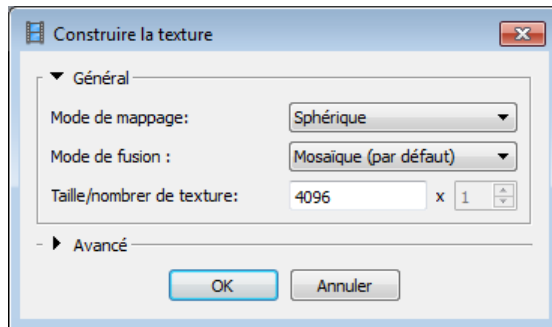 Construire la texture
Général
Mode de mappage: Sphérique
Mode de fusion : Mosaïque (par défaut)
Taille/nombrer de texture: 4096 x 1
Avancé
OK Annuler